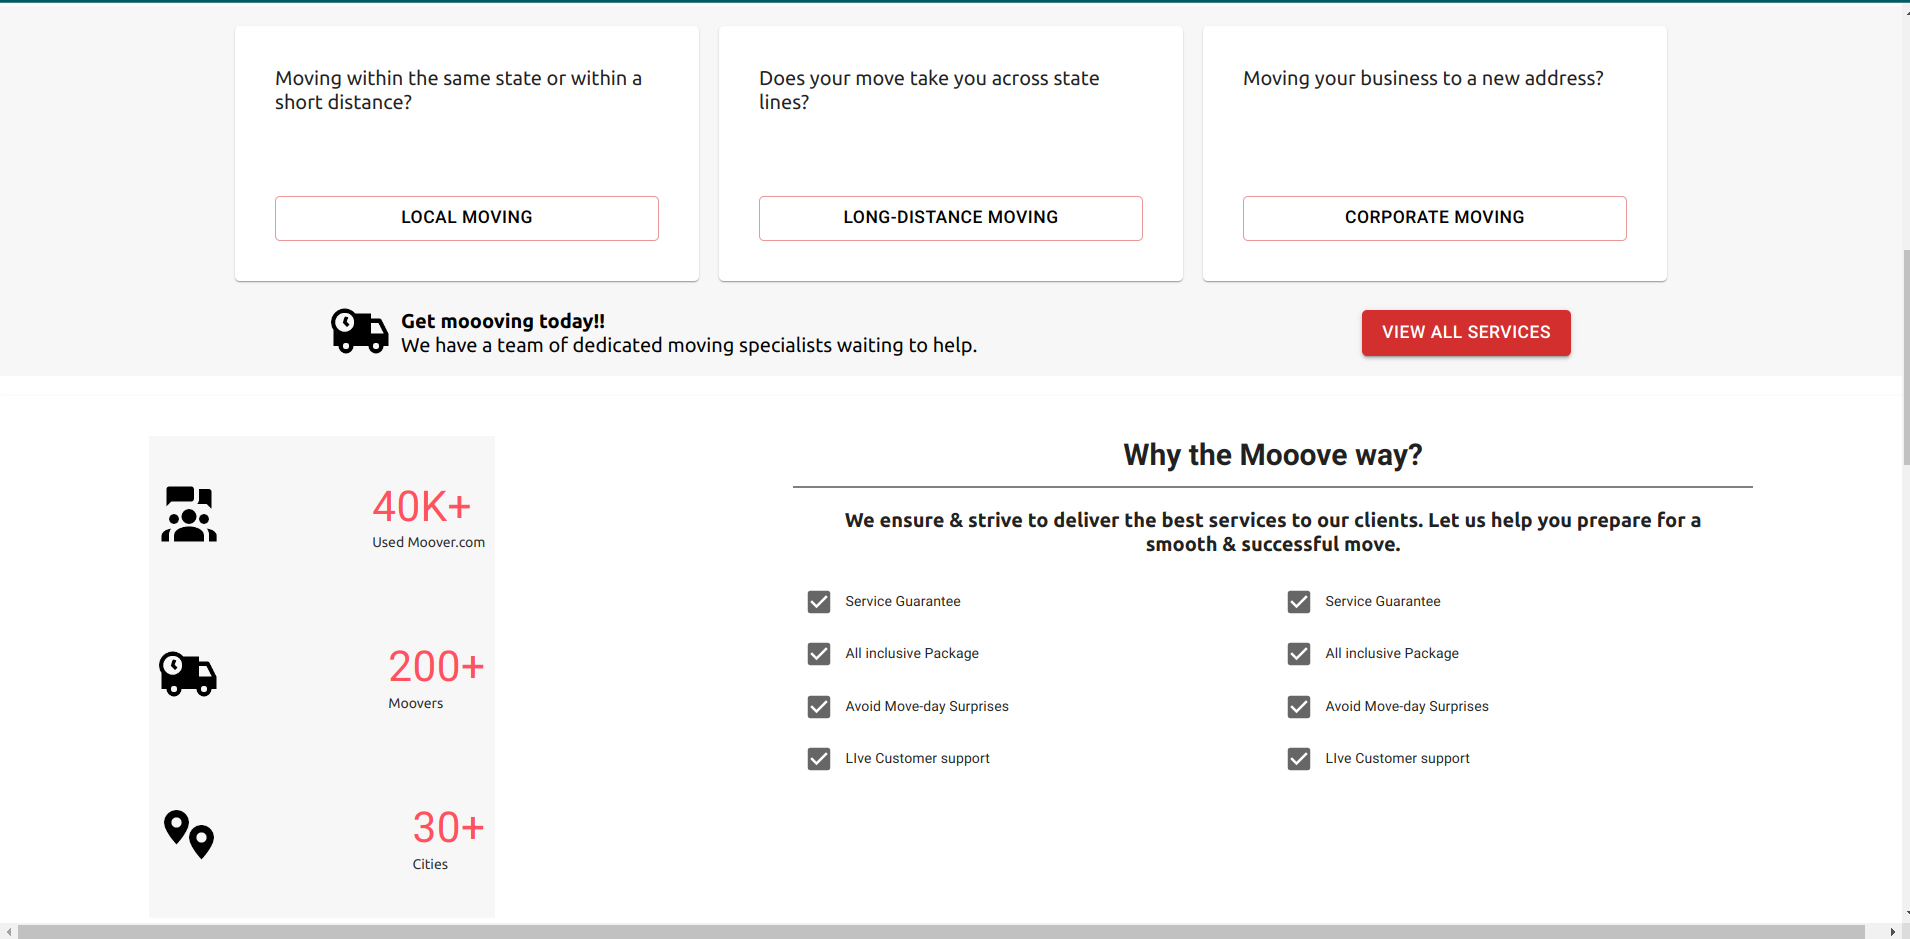 Moving within the same state or within a
short distance?
LOCAL MOVING
Does your move take you across state
lines?
LONG-DISTANCE MOVING
Moving your business to a new address?
CORPORATE MOVING
Get moooving today!!
We have a team of dedicated moving specialists waiting to help.
VIEW ALL SERVICES
40K+
Used Moover.com
200+
Moovers
30+
Cities
Why the Mooove way?
We ensure & strive to deliver the best services to our clients. Let us help you prepare for a
smooth & successful move.
Service Guarantee
All inclusive Package
Avoid Move-day Surprises
LIve Customer support
Service Guarantee
All inclusive Package
Avoid Move-day Surprises
LIve Customer support